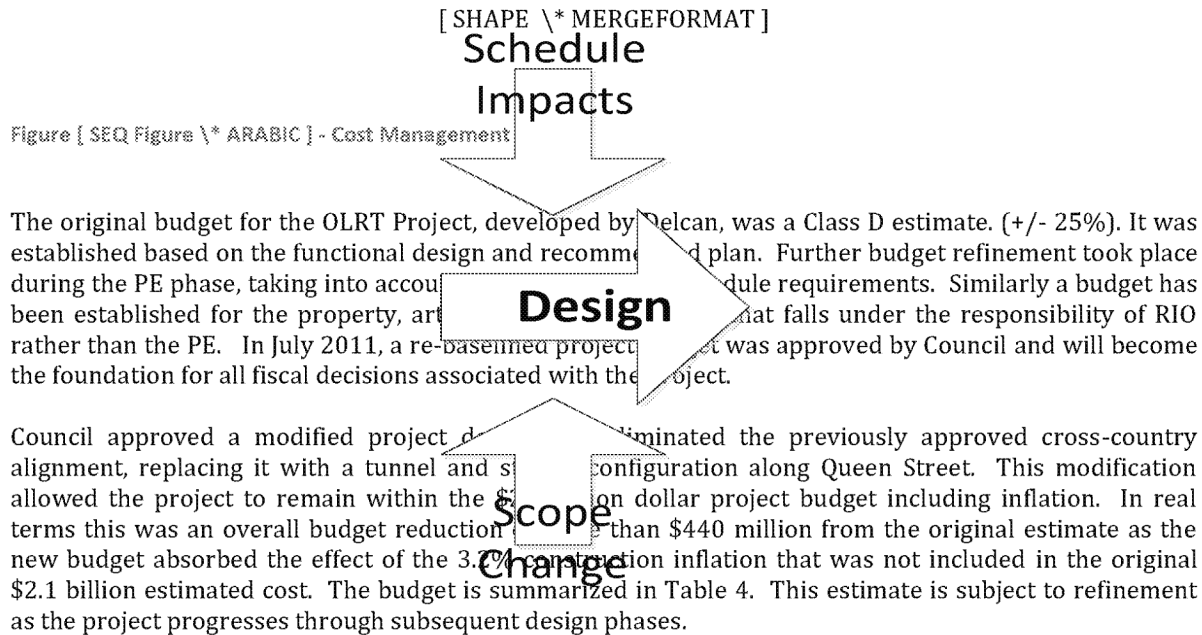 [ SHAPE \* MERGEFORMAT ]
Schedule
Impacts
Figure [ SEQ Figure \* ARABIC ] - Cost Management
The original budget for the OLRT Project, developed by Delcan, was a Class D estimate. (+/- 25%). It was
established based on the functional design and plan. Further budget refinement took place
during the PE phase, taking into requirements. Similarly a budget has
been established for the property, falls under the responsibility of RIO
Design
rather than the PE. In July 2011, a re-baselined project was approved by Council and will become
the foundation for all fiscal decisions associated with the
Council approved a modified project the previously approved cross-country
alignment, replacing it with a tunnel and configuration along Queen Street. This modification
allowed the project to remain within the dollar project budget including inflation. In real
Scope
terms this was an overall budget reduction than $440 million from the original estimate as the
new budget absorbed the effect of the 3.2% construction inflation that was not included in the original
Change
$2.1 billion estimated cost. The budget is summarized in Table 4. This estimate is subject to refinement
as the project progresses through subsequent design phases.